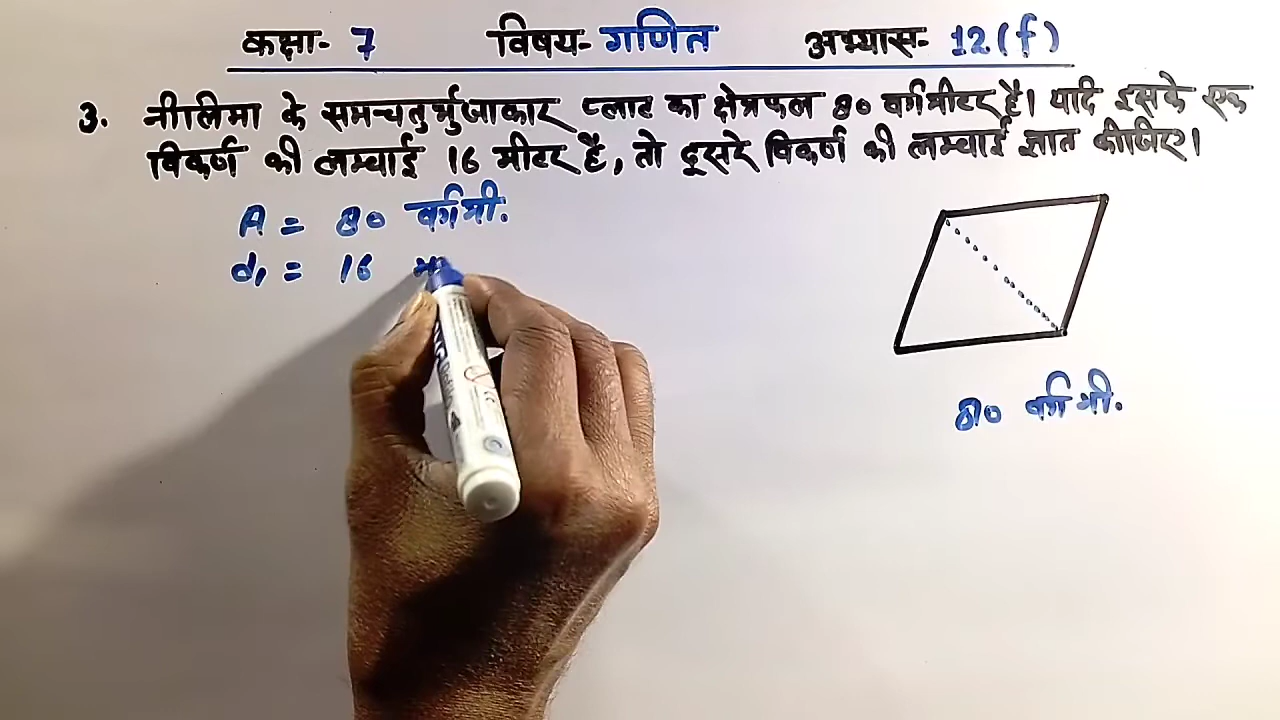 कक्षा- 7 विषय- गणित अभ्यास- 12(f)
3. नीलिमा के समचतुर्भुजाकार प्लाट का क्षेत्रफल 80 वर्गमीटर है। यदि इसके एक
विकर्ण की लम्बाई 16 मीटर है, तो दूसरे विकर्ण की लम्बाई ज्ञात कीजिए।
A = 80 वर्गमी.
d₁ = 16
80 वर्ग मी.